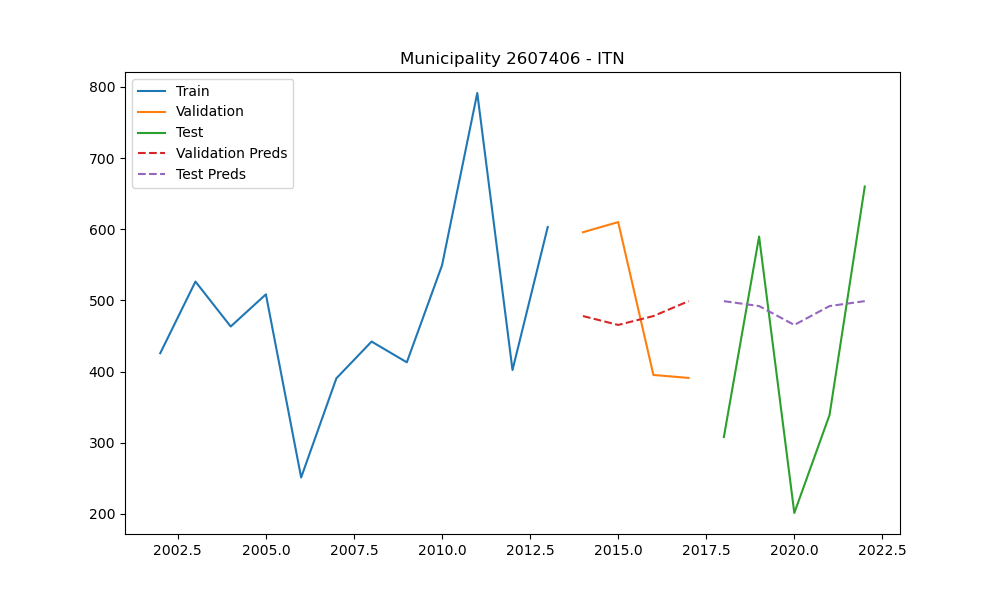 Municipality 2607406 - ITN
Train
Validation
Test
Validation Preds
Test Preds
800
700
600
500
400
300
200
2002.5 2005.0 2007.5 2010.0 2012.5 2015.0 2017.5 2020.0 2022.5